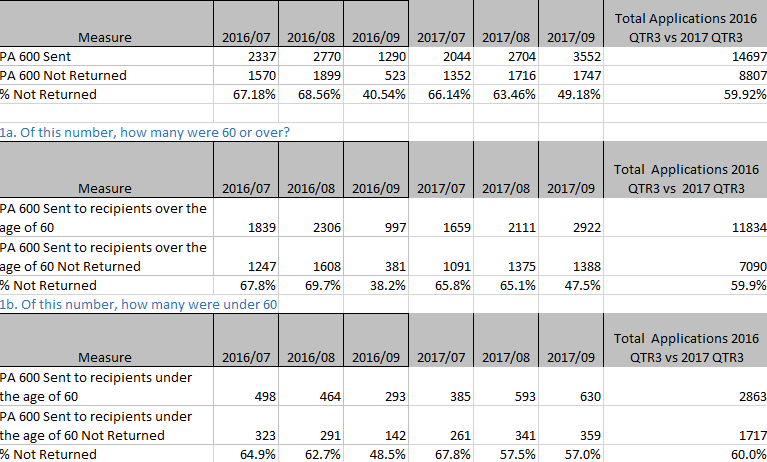 Total Applications 2016
Measure 2016/07 2016/08 2016/09 2017/07 2017/08 2017/09 QTR3 vs 2017 QTR3
PA 600 Sent 2337 2770 1290 2044 2704 3552 14697
PA 600 Not Returned 1570 1899 523 1352 1716 1747 8807
% Not Returned 67.18% 68.56% 40.54% 66.14% 63.46% 49.18% 59.92%
1a. Of this number, how many were 60 or over?
Total Applications 2016
Measure 2016/07 2016/08 2016/09 2017/07 2017/08 2017/09 QTR3 vs 2017 QTR3
PA 600 Sent to recipients over the
age of 60 1839 2306 997 1659 2111 2922 11834
PA 600 Sent to recipients over the
age of 60 Not Returned 1247 1608 381 1091 1375 1388 7090
% Not Returned 67.8% 69.7% 38.2% 65.8% 65.1% 47.5% 59.9%
1b. Of this number, how many were under 60
Total Applications 2016
Measure 2016/07 2016/08 2016/09 2017/07 2017/08 2017/09 QTR3 vs 2017 QTR3
PA 600 Sent to recipients under
the age of 60 498 464 293 385 593 630 2863
PA 600 Sent to recipients under
the age of 60 Not Returned 323 291 142 261 341 359 1717
% Not Returned 64.9% 62.7% 48.5% 67.8% 57.5% 57.0% 60.0%